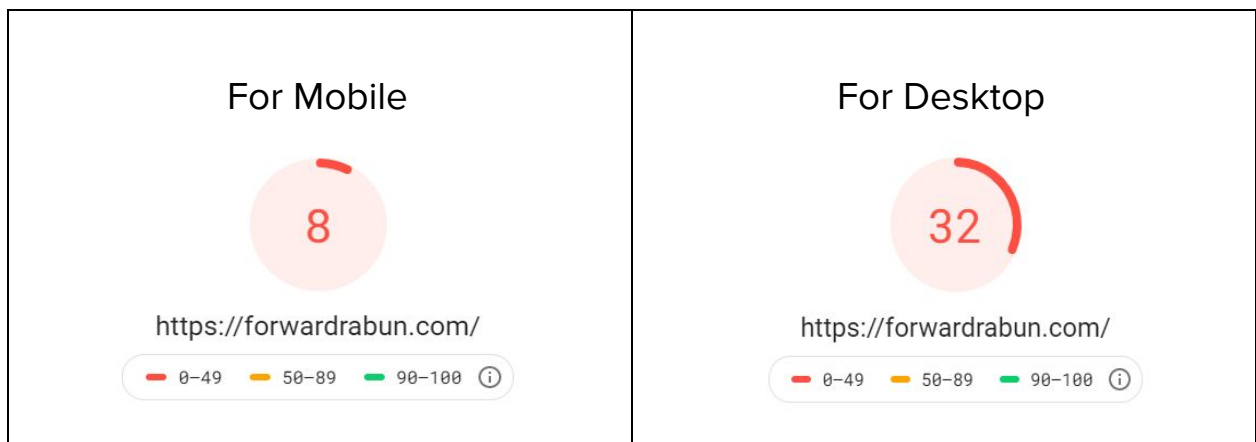 For Mobile
8
https://forwardrabun.com/
0–49 50–89 90–100
For Desktop
32
https://forwardrabun.com/
0–49 50–89 90–100